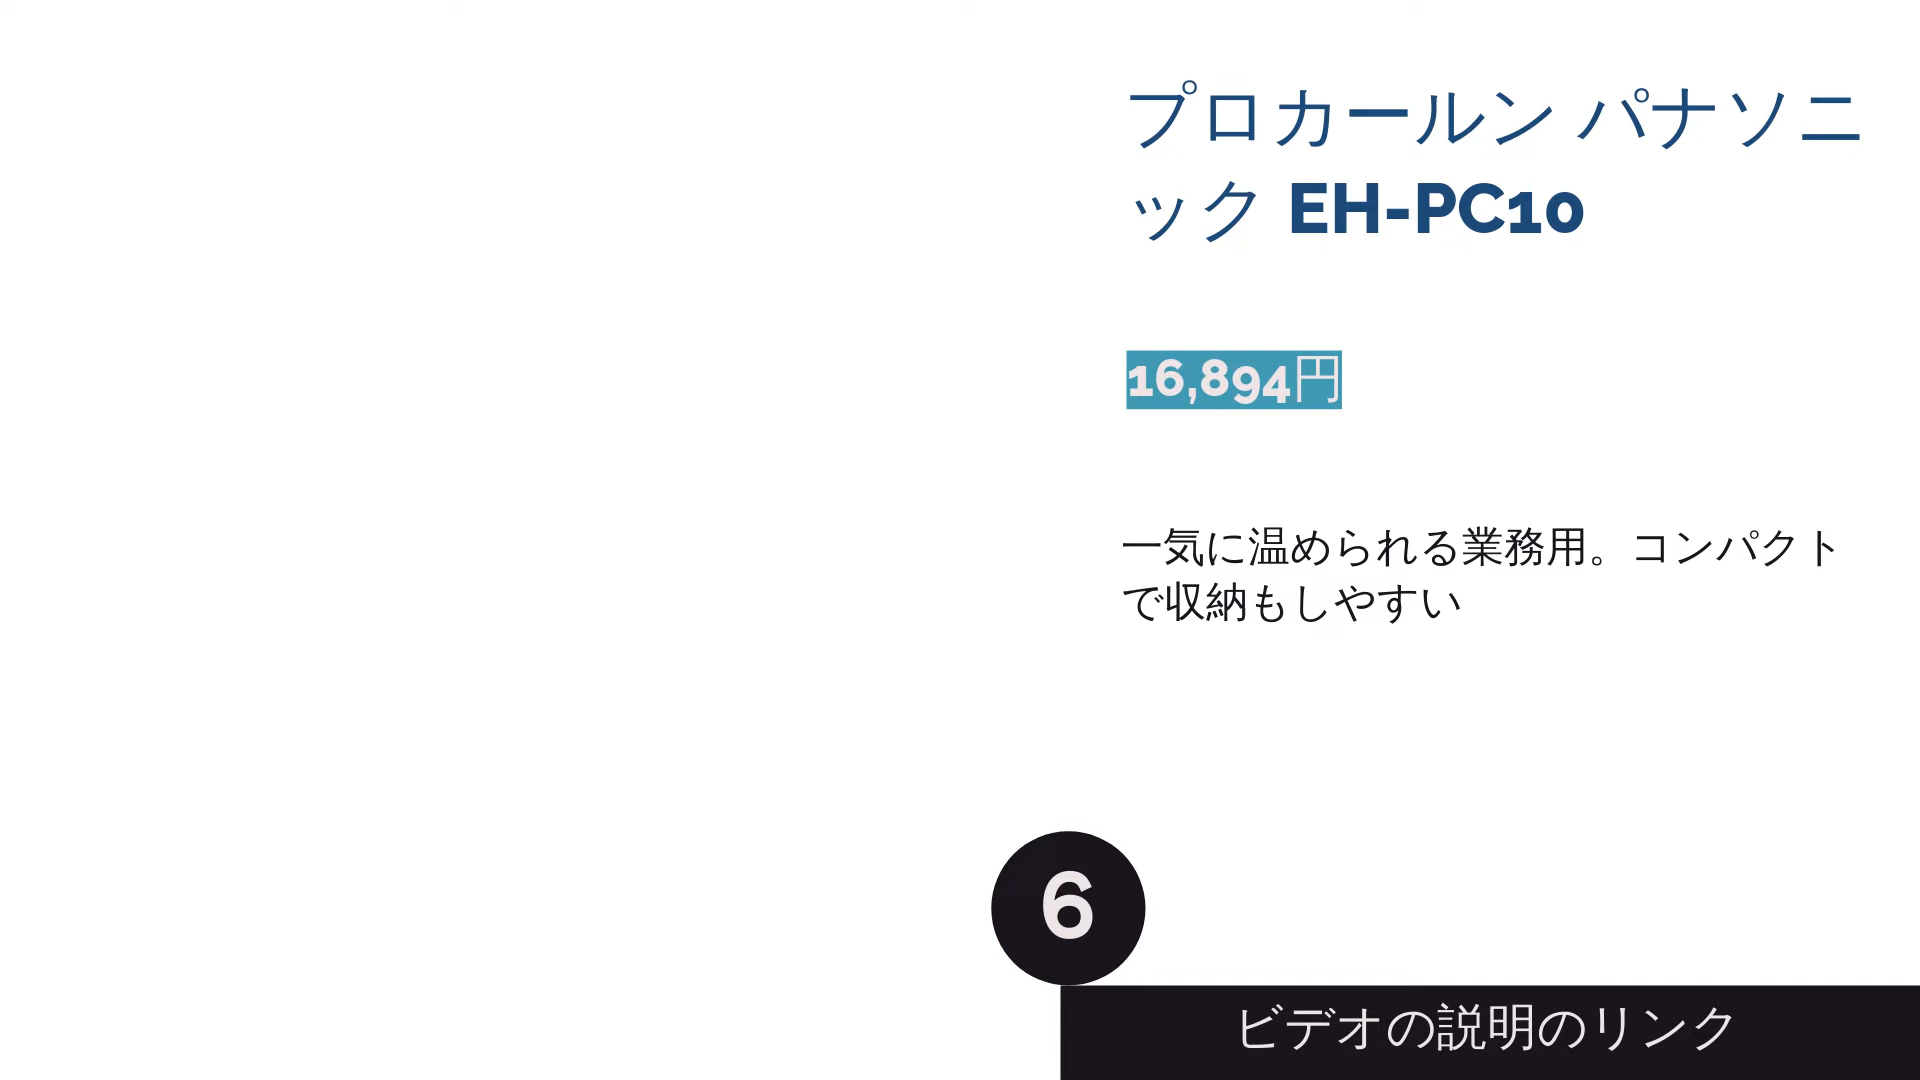 プロカールン パナソニ
ック EH-PC10
16,894円
一気に温められる業務用。コンパクト
で収納もしやすい
6
ビデオの説明のリンク